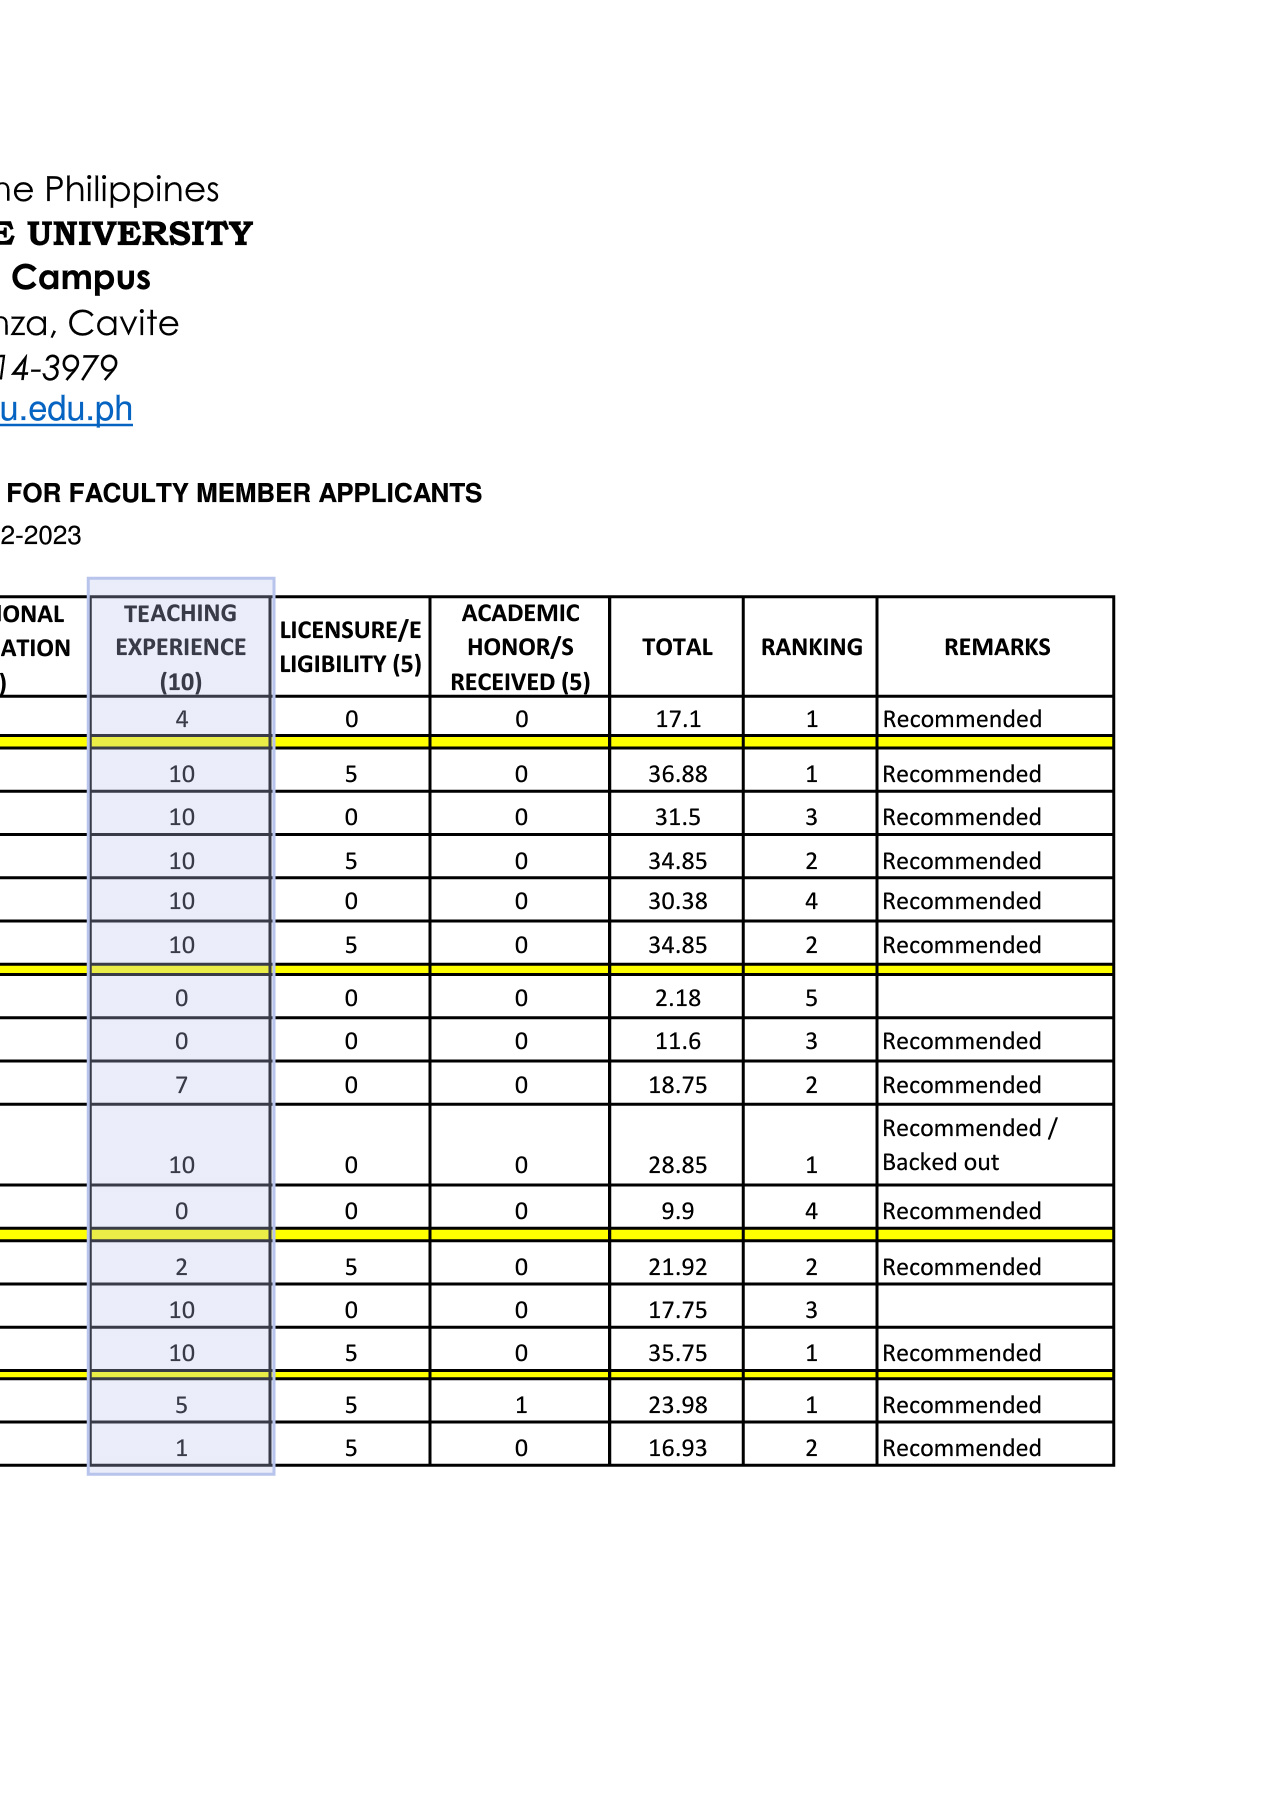 ne Philippines
E UNIVERSITY
Campus
nza, Cavite
14-3979
u.edu.ph
FOR FACULTY MEMBER APPLICANTS
2-2023
IONAL ATION ) TEACHING EXPERIENCE (10) LICENSURE/E LIGIBILITY (5) ACADEMIC HONOR/S RECEIVED (5) TOTAL RANKING REMARKS
4 0 0 17.1 1 Recommended
10 5 0 36.88 1 Recommended
10 0 0 31.5 3 Recommended
10 5 0 34.85 2 Recommended
10 0 0 30.38 4 Recommended
10 5 0 34.85 2 Recommended
0 0 0 2.18 5
0 0 0 11.6 3 Recommended
7 0 0 18.75 2 Recommended
10 0 0 28.85 1 Recommended / Backed out
0 0 0 9.9 4 Recommended
2 5 0 21.92 2 Recommended
10 0 0 17.75 3
10 5 0 35.75 1 Recommended
5 5 1 23.98 1 Recommended
1 5 0 16.93 2 Recommended